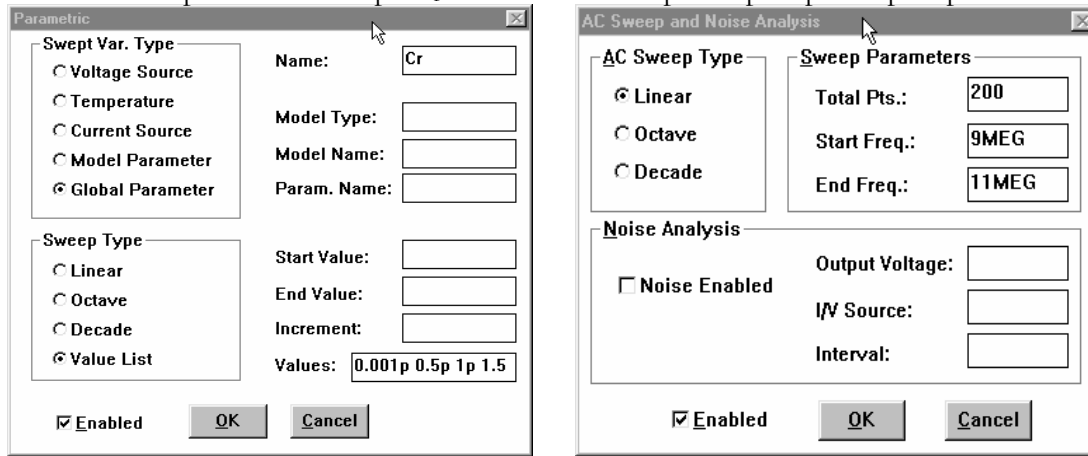 Parametric
Swept Var. Type
Voltage Source
Temperature
Current Source
Model Parameter
Global Parameter
Name: Cr
Model Type:
Model Name:
Param. Name:
Sweep Type
Linear
Octave
Decade
Value List
Start Value:
End Value:
Increment:
Values: 0.001p 0.5p 1p 1.5
Enabled
OK
Cancel
AC Sweep and Noise Analysis
AC Sweep Type
Linear
Octave
Decade
Sweep Parameters
Total Pts.: 200
Start Freq.: 9MEG
End Freq.: 11MEG
Noise Analysis
Noise Enabled
Output Voltage:
I/V Source:
Interval:
Enabled
OK
Cancel